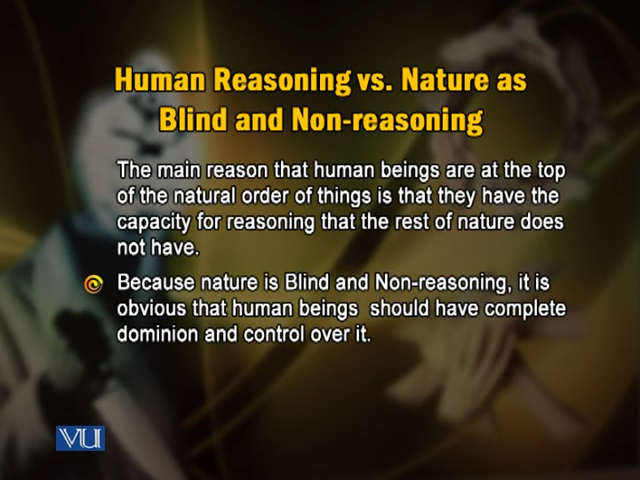 Human Reasoning vs. Nature as
Blind and Non-reasoning
The main reason that human beings are at the top
of the natural order of things is that they have the
capacity for reasoning that the rest of nature does
not have.
Because nature is Blind and Non-reasoning, it is
obvious that human beings should have complete
dominion and control over it.
VU